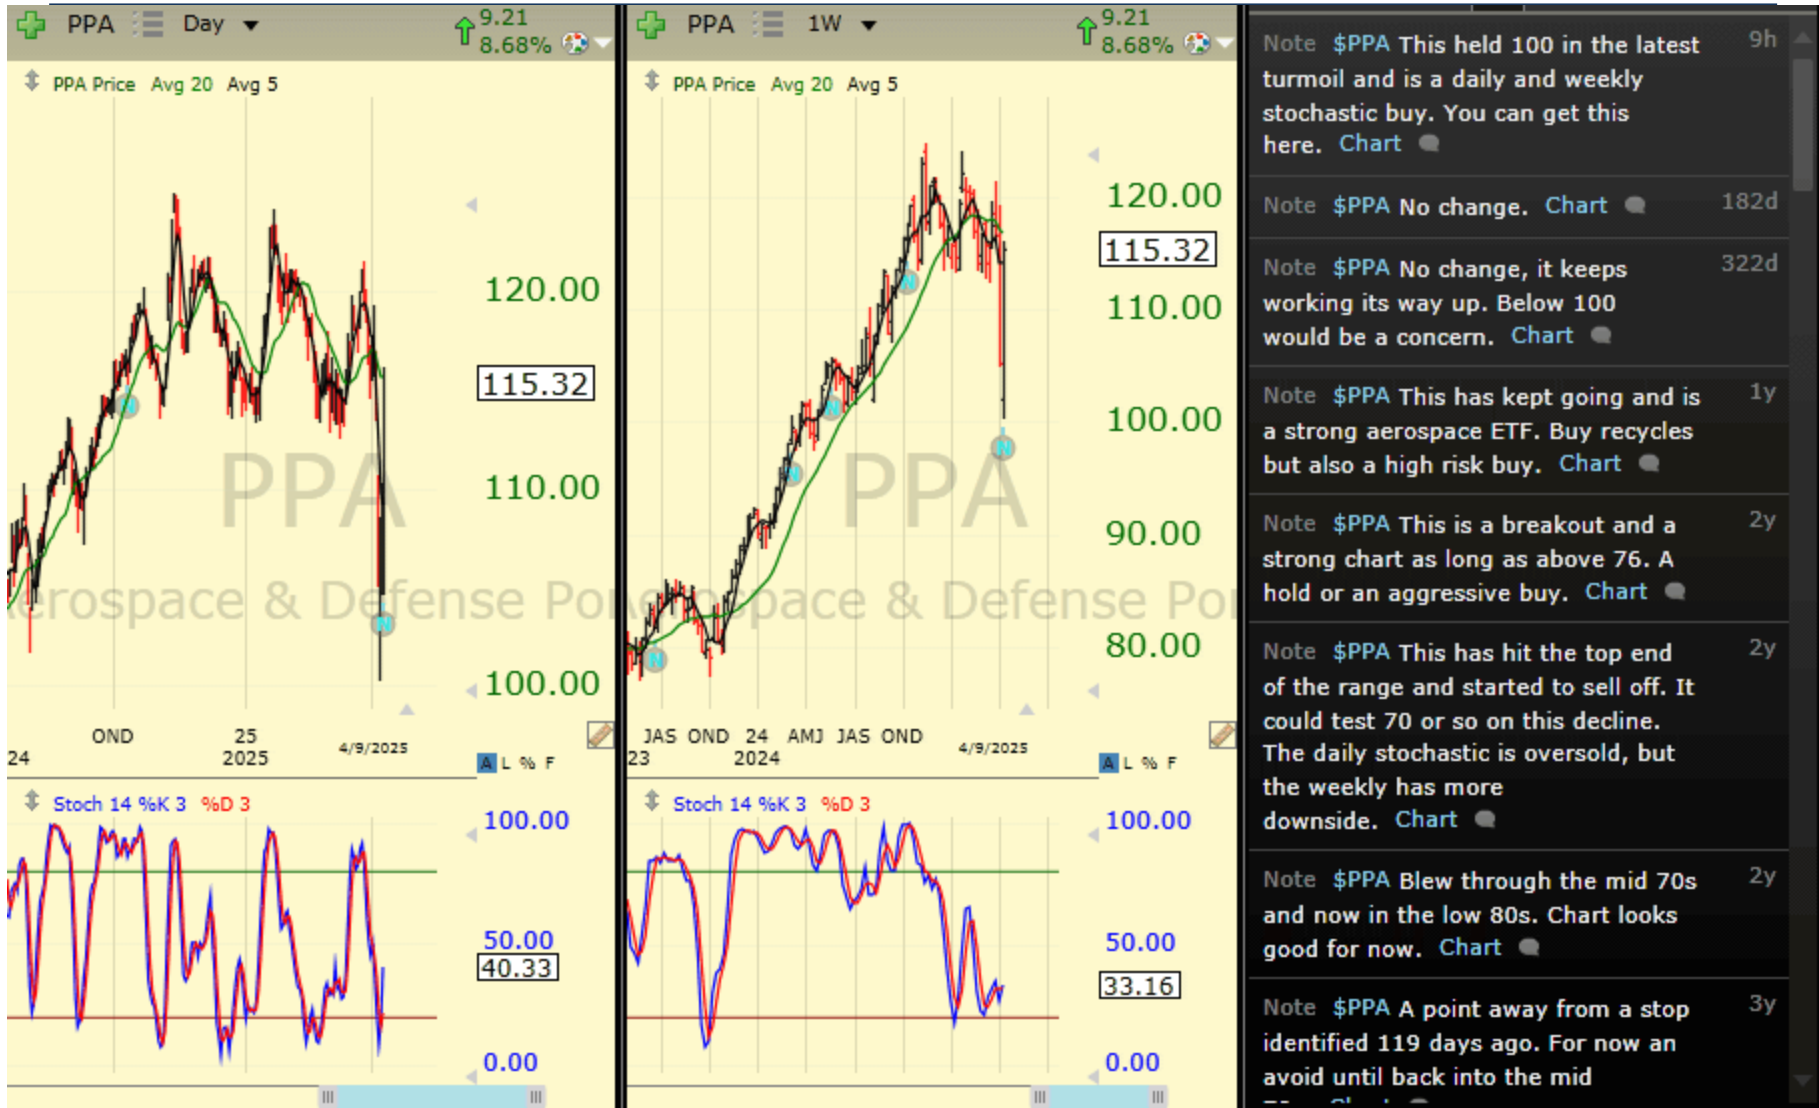 PPA Day 9.21
8.68%
PPA Price Avg 20 Avg 5
120.00
115.32
110.00
100.00
PPA
erospace & Defense Por
OND 25
24 2025 4/9/2025
A L % F
Stoch 14 %K 3 %D 3
100.00
50.00
40.33
0.00
PPA 1W 9.21
8.68%
PPA Price Avg 20 Avg 5
120.00
115.32
110.00
100.00
90.00
80.00
PPA
N
N
N
N
N
N
N
JAS OND 24 AMJ JAS OND
23 2024 4/9/2025
A L % F
Stoch 14 %K 3 %D 3
100.00
50.00
33.16
0.00
Note $PPA This held 100 in the latest 9h
turmoil and is a daily and weekly
stochastic buy. You can get this
here. Chart
Note $PPA No change. Chart 182d
Note $PPA No change, it keeps 322d
working its way up. Below 100
would be a concern. Chart
Note $PPA This has kept going and is 1y
a strong aerospace ETF. Buy recycles
but also a high risk buy. Chart
Note $PPA This is a breakout and a 2y
strong chart as long as above 76. A
hold or an aggressive buy. Chart
Note $PPA This has hit the top end 2y
of the range and started to sell off. It
could test 70 or so on this decline.
The daily stochastic is oversold, but
the weekly has more
downside. Chart
Note $PPA Blew through the mid 70s 2y
and now in the low 80s. Chart looks
good for now. Chart
Note $PPA A point away from a stop 3y
identified 119 days ago. For now an
avoid until back into the mid